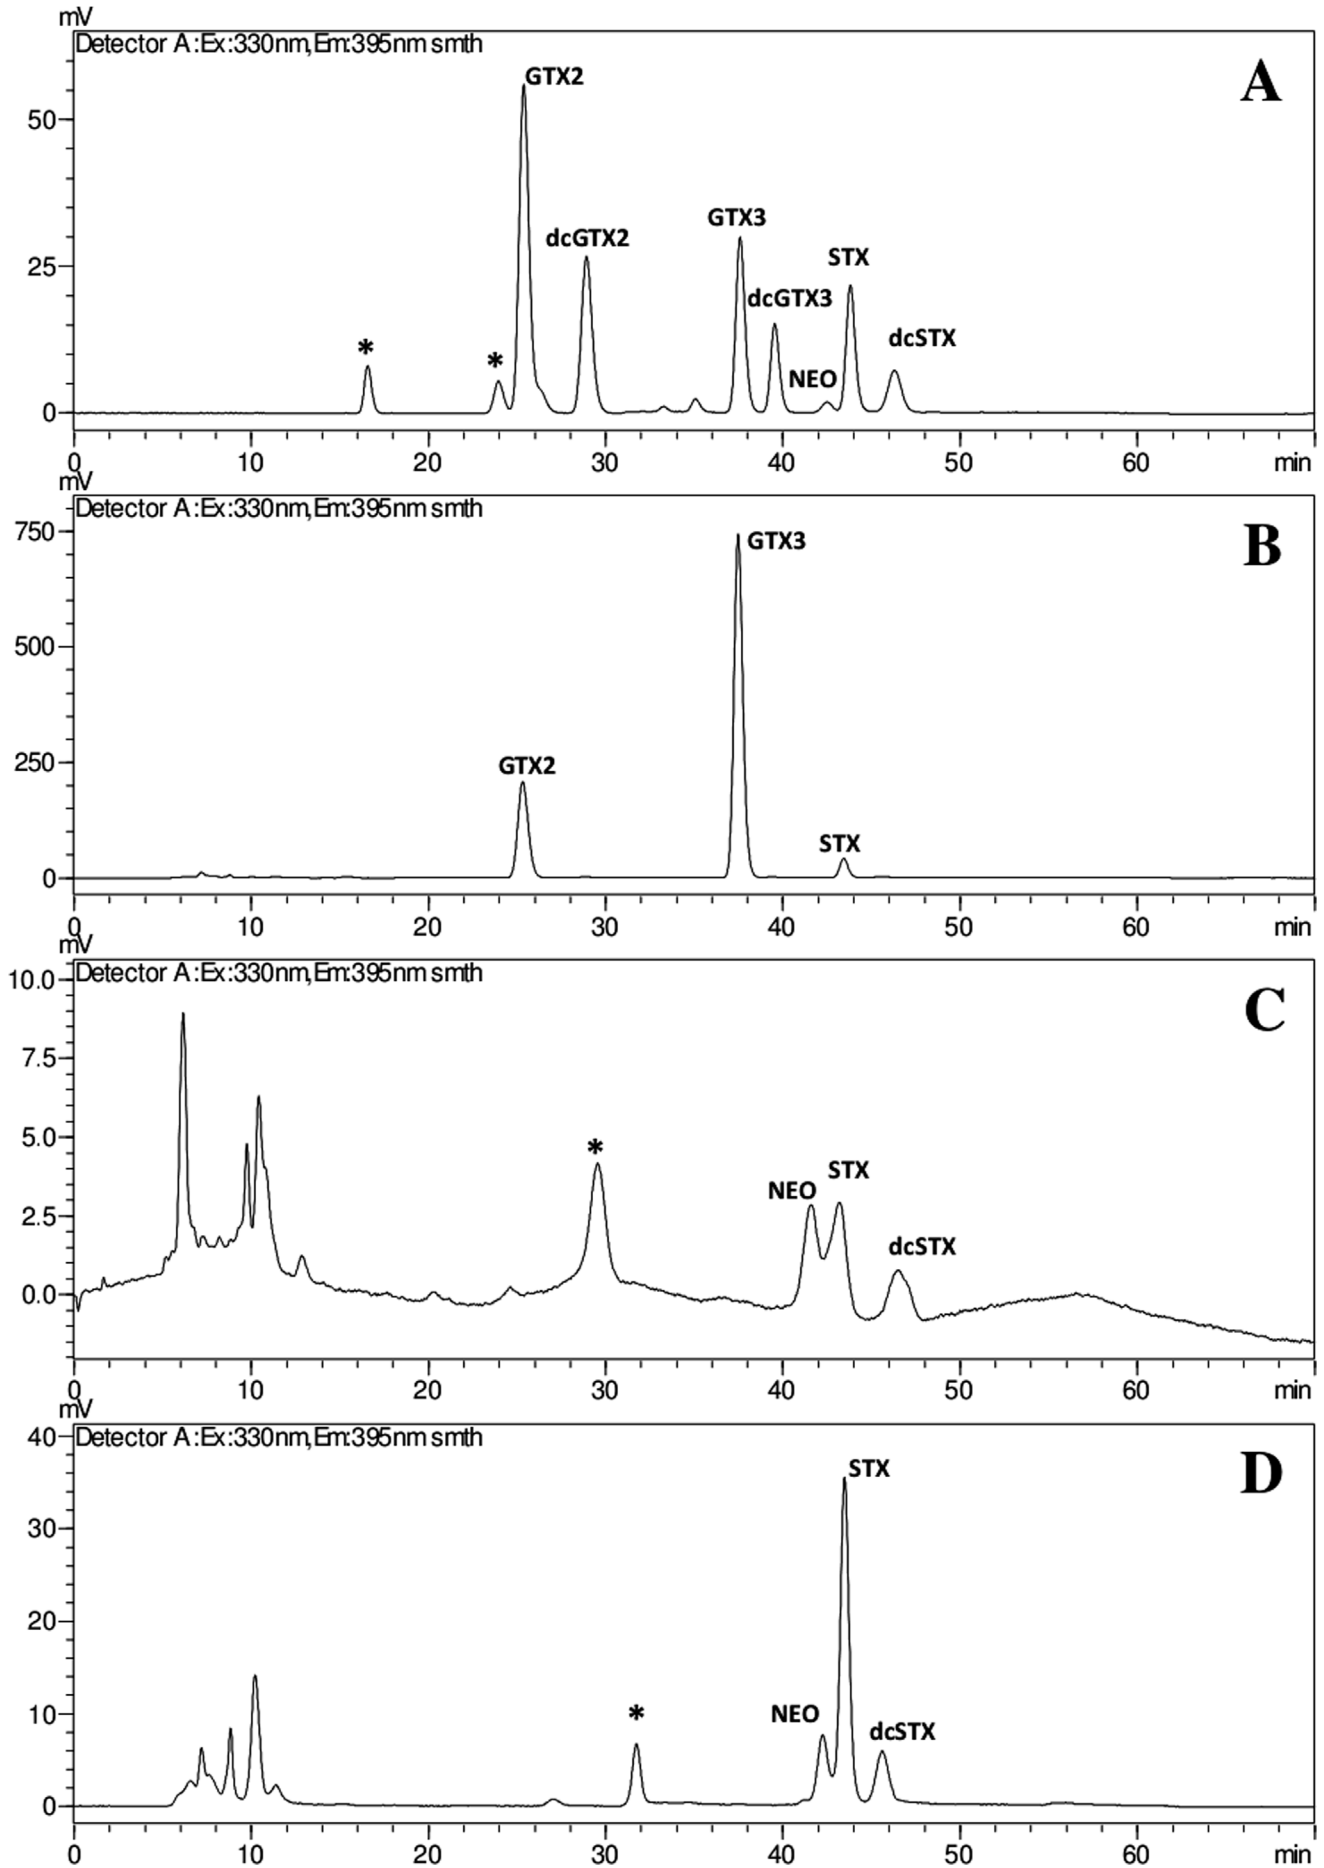 mV
Detector A:Ex:330nm,Em:395nm smth
A
GTX2
50
dcGTX2
GTX3
25
STX
dcGTX3
*
*
dcSTX
NEO
0
0 10 20 30 40 50 60 min
mV
Detector A:Ex:330nm,Em:395nm smth
B
750
GTX3
500
250
GTX2
STX
0
0 10 20 30 40 50 60 min
mV
Detector A:Ex:330nm,Em:395nm smth
10.0
C
7.5
5.0
*
STX
NEO
2.5
dcSTX
0.0
0 10 20 30 40 50 60 min
mV
Detector A:Ex:330nm,Em:395nm smth
40
D
STX
30
20
10
*
NEO
dcSTX
0
0 10 20 30 40 50 60 min